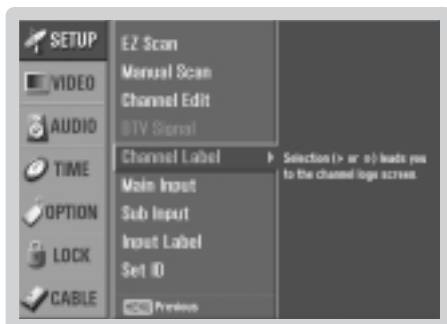 SETUP
VIDEO
AUDIO
TIME
OPTION
LOCK
CABLE
EZ Scan
Manual Scan
Channel Edit
DTV Signal
Channel Label
Main Input
Sub Input
Input Label
Set ID
Previous
Selection (▷ or ⊙) leads you
to the channel logo screen.